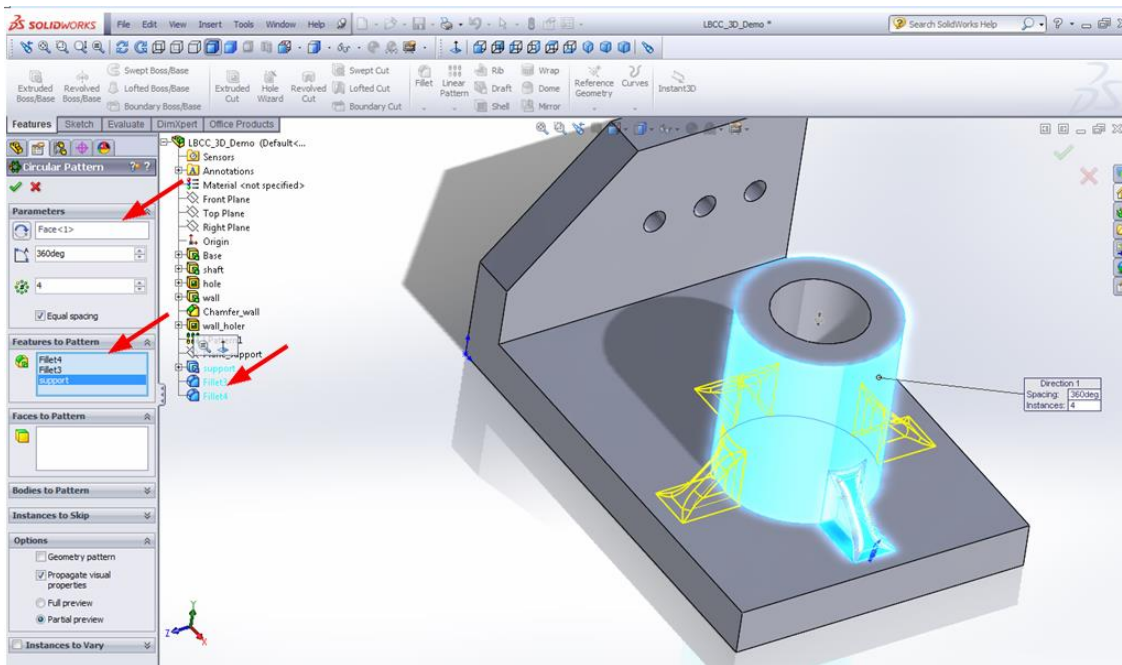 SOLIDWORKS File Edit View Insert Tools Window Help LBCC_3D_Demo * Search SolidWorks Help
Extruded Boss/Base
Revolved Boss/Base
Swept Boss/Base
Lofted Boss/Base
Boundary Boss/Base
Extruded Cut
Hole Wizard
Revolved Cut
Swept Cut
Lofted Cut
Boundary Cut
Fillet
Linear Pattern
Rib
Draft
Shell
Wrap
Dome
Mirror
Reference Geometry
Curves
Instant3D
Features Sketch Evaluate DimXpert Office Products
Circular Pattern ?
Parameters
Face<1>
360deg
4
Equal spacing
Features to Pattern
Fillet4
Fillet3
support
Faces to Pattern
Bodies to Pattern
Instances to Skip
Options
Geometry pattern
Propagate visual
properties
Full preview
Partial preview
Instances to Vary
LBCC_3D_Demo (Default<...
Sensors
Annotations
Material <not specified>
Front Plane
Top Plane
Right Plane
Origin
Base
shaft
hole
wall
Chamfer_wall
wall_holer
support
Fillet3
Fillet4
Direction 1
Spacing: 360deg
Instances: 4
Y
Z
X